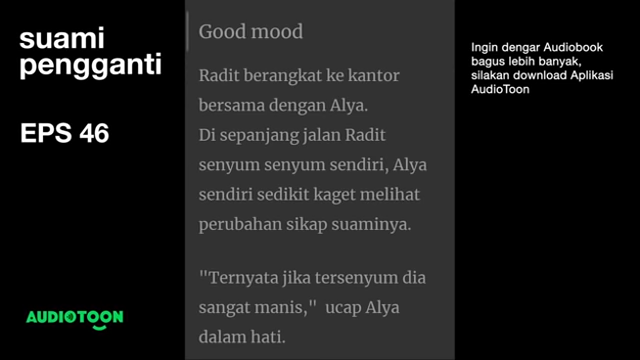 suami
pengganti
EPS 46
AUDIOTOON
Good mood
Radit berangkat ke kantor
bersama dengan Alya.
Di sepanjang jalan Radit
senyum senyum sendiri, Alya
sendiri sedikit kaget melihat
perubahan sikap suaminya.
"Ternyata jika tersenyum dia
sangat manis," ucap Alya
dalam hati.
Ingin dengar Audiobook
bagus lebih banyak,
silakan download Aplikasi
AudioToon